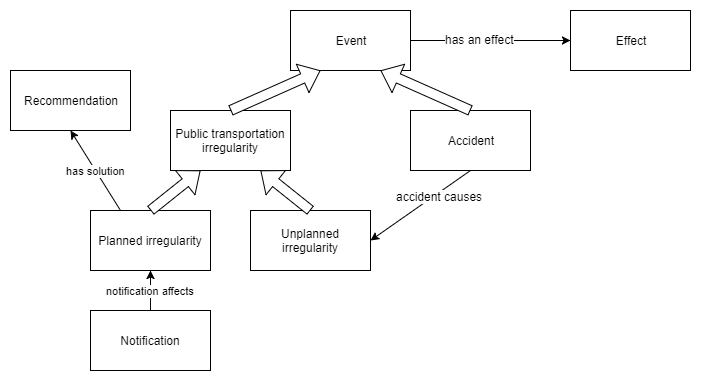 Event
has an effect
Effect
Recommendation
Public transportation
irregularity
Accident
has solution
accident causes
Planned irregularity
Unplanned
irregularity
notification affects
Notification